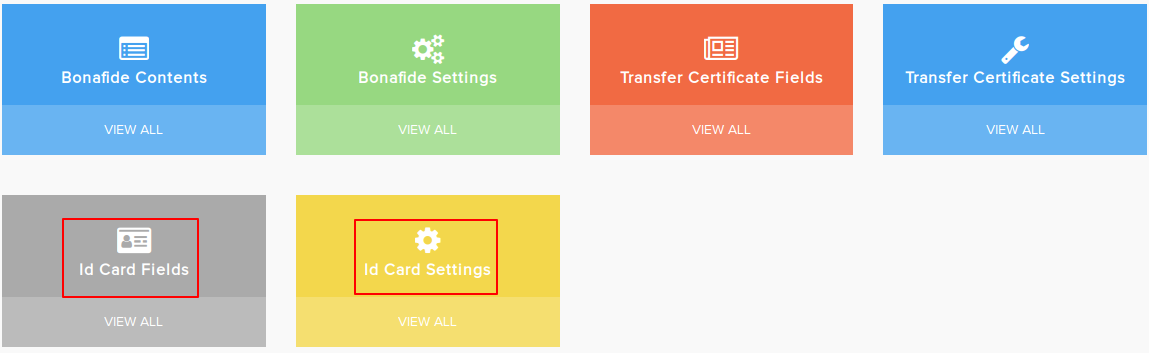 Bonafide Contents
VIEW ALL
Bonafide Settings
VIEW ALL
Transfer Certificate Fields
VIEW ALL
Transfer Certificate Settings
VIEW ALL
Id Card Fields
VIEW ALL
Id Card Settings
VIEW ALL